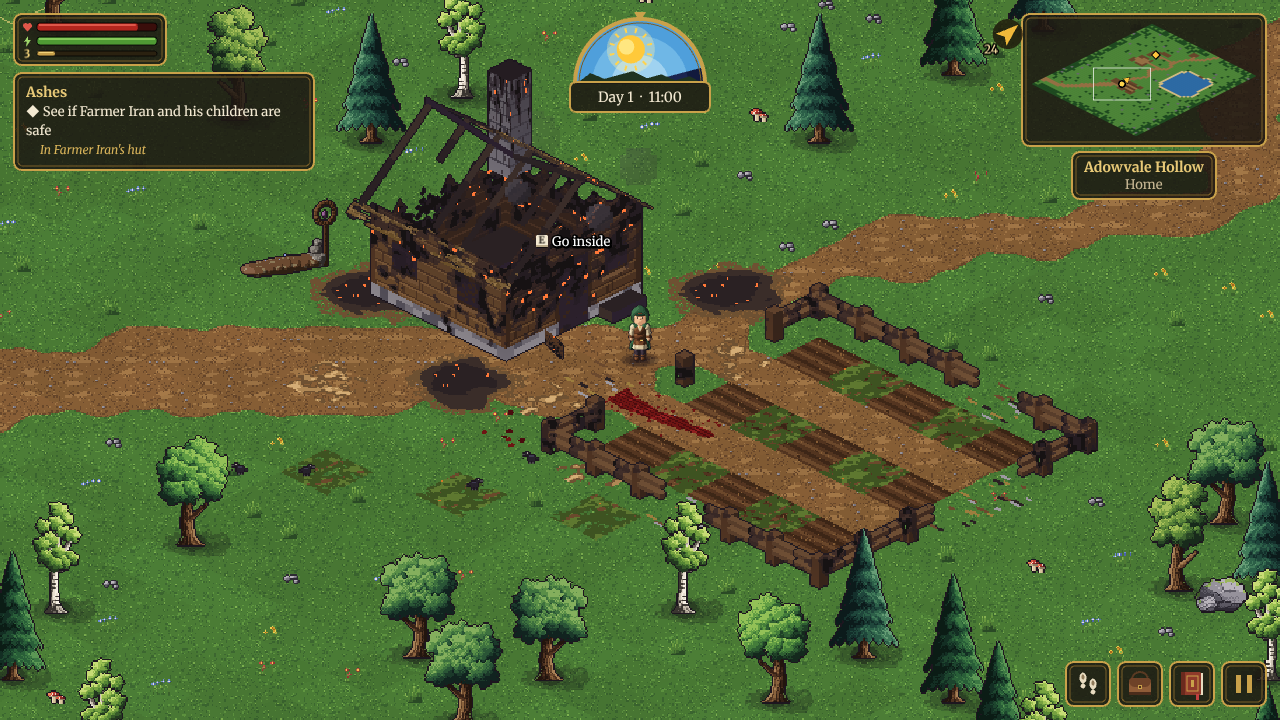 3
Ashes
◆ See if Farmer Iran and his children are
safe
In Farmer Iran's hut
Day 1 · 11:00
24
Adowvale Hollow
Home
E Go inside